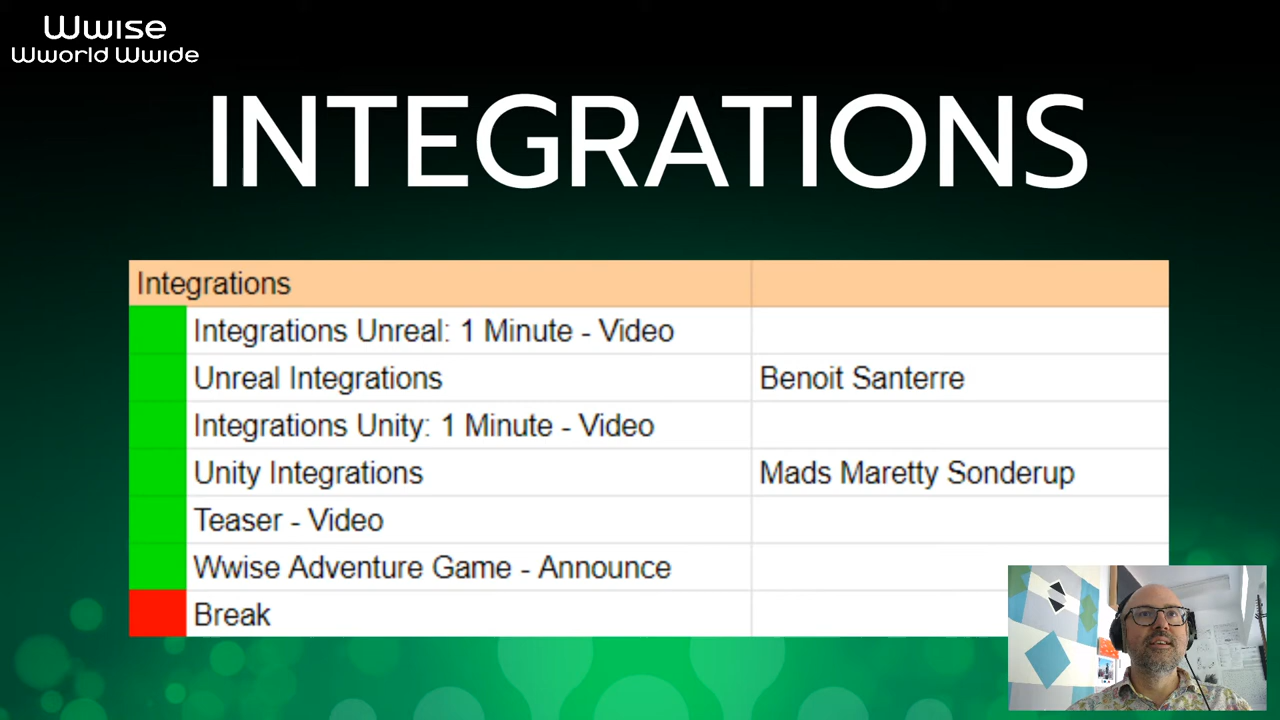 Wwise
Wworld Wwide
INTEGRATIONS
Integrations
Integrations Unreal: 1 Minute - Video
Unreal Integrations Benoit Santerre
Integrations Unity: 1 Minute - Video
Unity Integrations Mads Maretty Sonderup
Teaser - Video
Wwise Adventure Game - Announce
Break